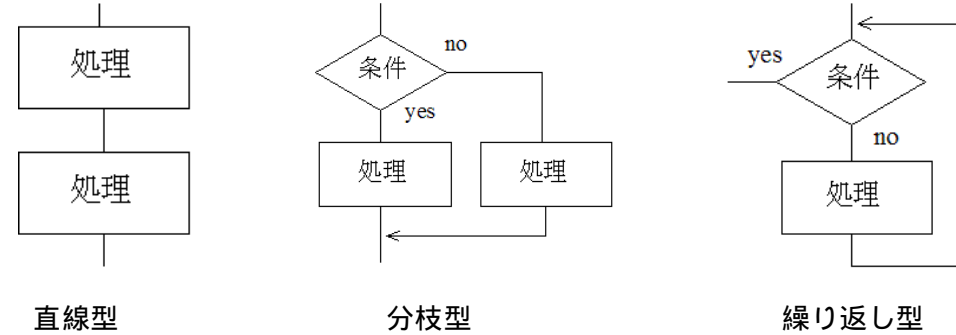 処理
処理
直線型
条件
no
yes
処理
処理
分枝型
yes
条件
no
処理
繰り返し型